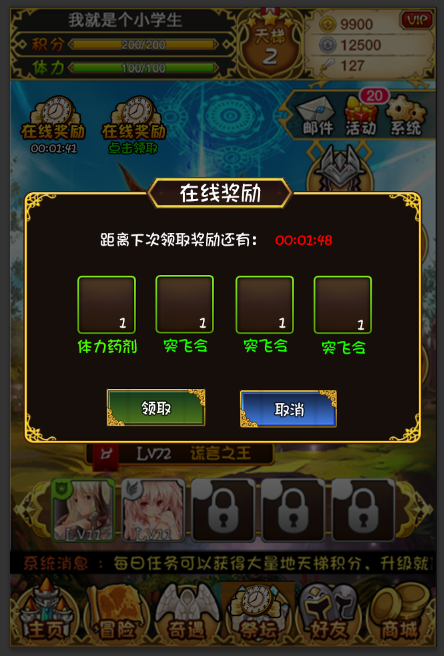 我就是个小学生
积分 200/200
体力 100/100
天梯
2
9900
12500
127
VIP
在线奖励
00:01:41
在线奖励
点击领取
20
邮件 活动 系统
在线奖励
距离下次领取奖励还有： 00:01:48
1 1 1 1
体力药剂 突飞令 突飞令 突飞令
领取 取消
LV72 谎言之王
LV11 LV11
系统消息 ： 每日任务可以获得大量地天梯积分，升级就
主页 冒险 奇遇 祭坛 好友 商城